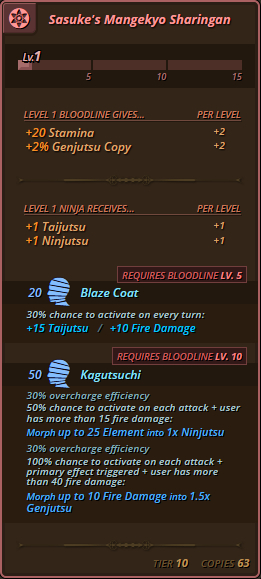 Sasuke's Mangekyo Sharingan
Lv.1
5 10 15
LEVEL 1 BLOODLINE GIVES... PER LEVEL
+20 Stamina +2
+2% Genjutsu Copy +2
LEVEL 1 NINJA RECEIVES... PER LEVEL
+1 Taijutsu +1
+1 Ninjutsu +1
REQUIRES BLOODLINE LV. 5
20 Blaze Coat
30% chance to activate on every turn:
+15 Taijutsu / +10 Fire Damage
REQUIRES BLOODLINE LV. 10
50 Kagutsuchi
30% overcharge efficiency
50% chance to activate on each attack + user
has more than 15 fire damage:
Morph up to 25 Element into 1x Ninjutsu
30% overcharge efficiency
100% chance to activate on each attack +
primary effect triggered + user has more
than 40 fire damage:
Morph up to 10 Fire Damage into 1.5x
Genjutsu
TIER 10 COPIES 63